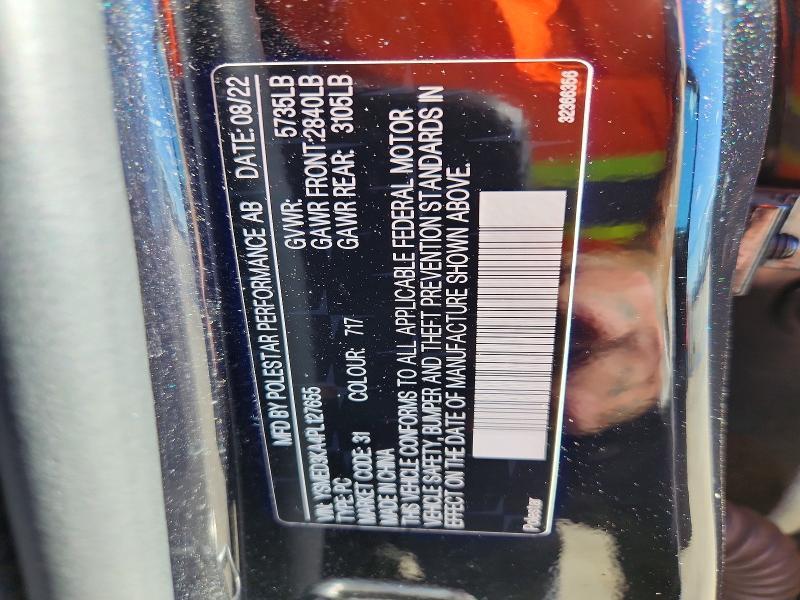 MFD BY POLESTAR PERFORMANCE AB DATE: 08/22
GVWR: 5735LB
VIN: YSMED3KA4PL127655 GAWR FRONT: 2840LB
TYPE: PC GAWR REAR: 3105LB
MARKET CODE: 31 COLOUR: 717
MADE IN CHINA
THIS VEHICLE CONFORMS TO ALL APPLICABLE FEDERAL MOTOR
VEHICLE SAFETY, BUMPER AND THEFT PREVENTION STANDARDS IN
EFFECT ON THE DATE OF MANUFACTURE SHOWN ABOVE.
Polestar 32366356